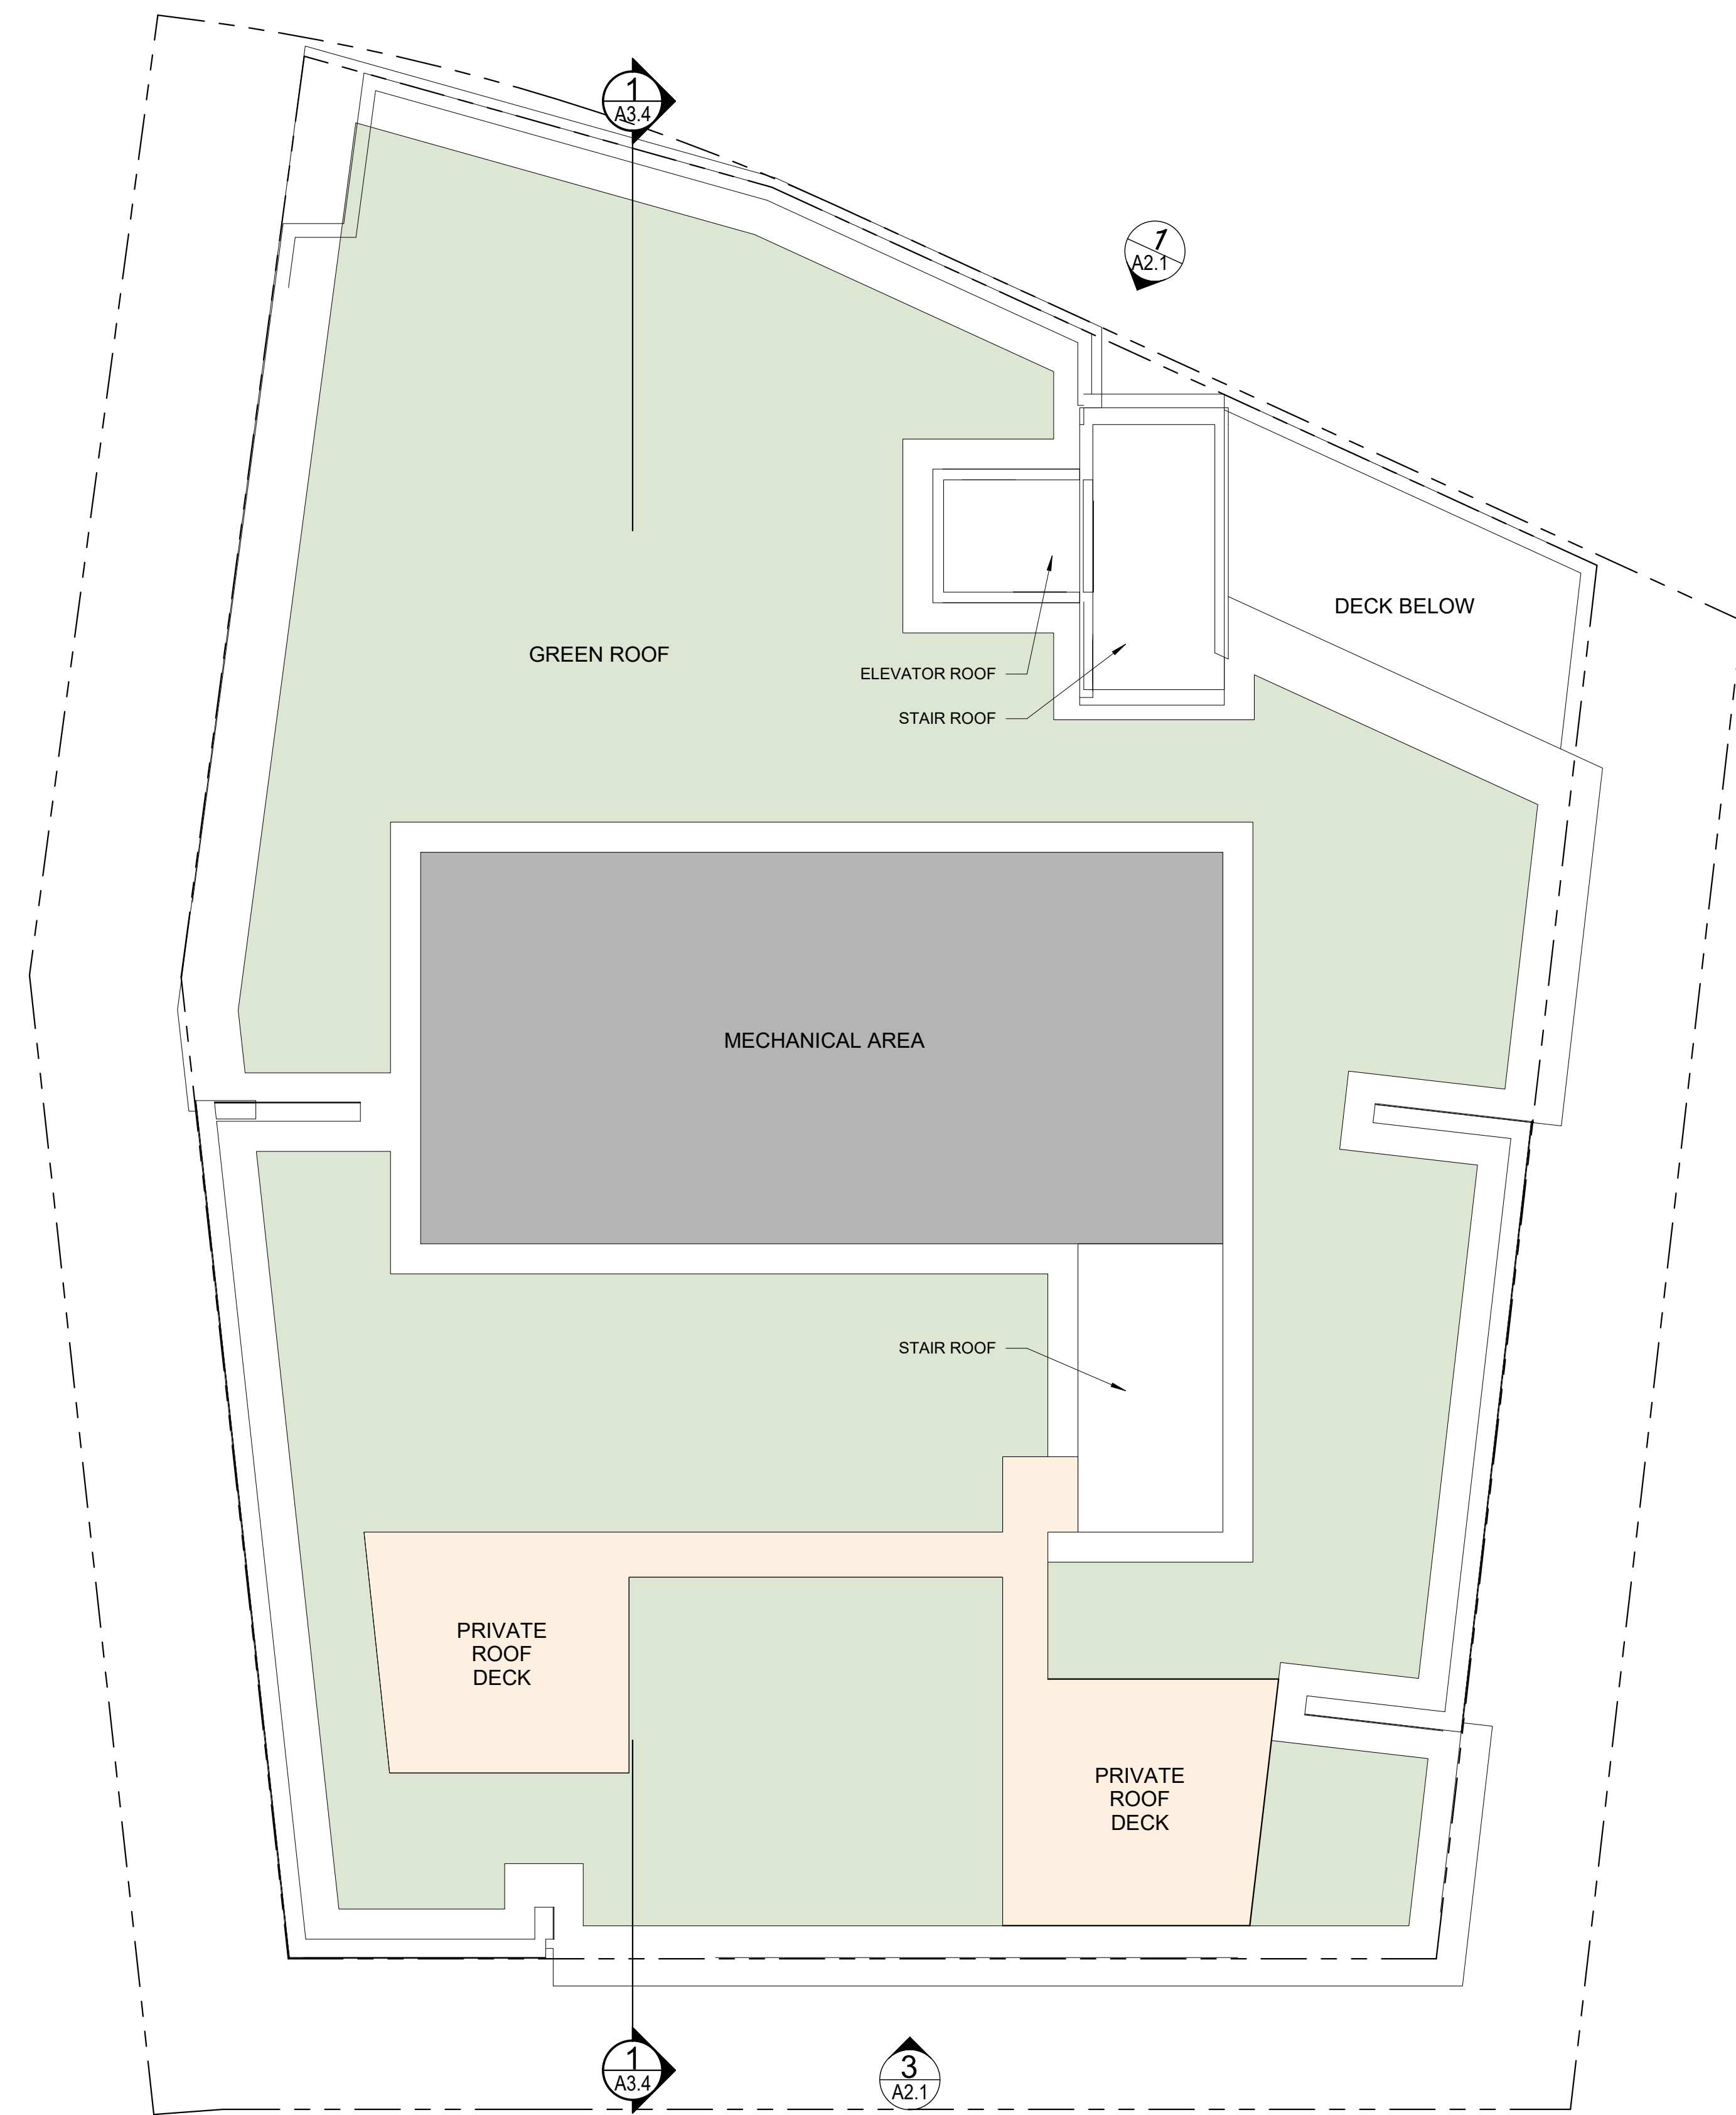 1
A3.4
1
A2.1
DECK BELOW
GREEN ROOF
ELEVATOR ROOF
STAIR ROOF
MECHANICAL AREA
STAIR ROOF
PRIVATE
ROOF
DECK
PRIVATE
ROOF
DECK
1
A3.4
3
A2.1